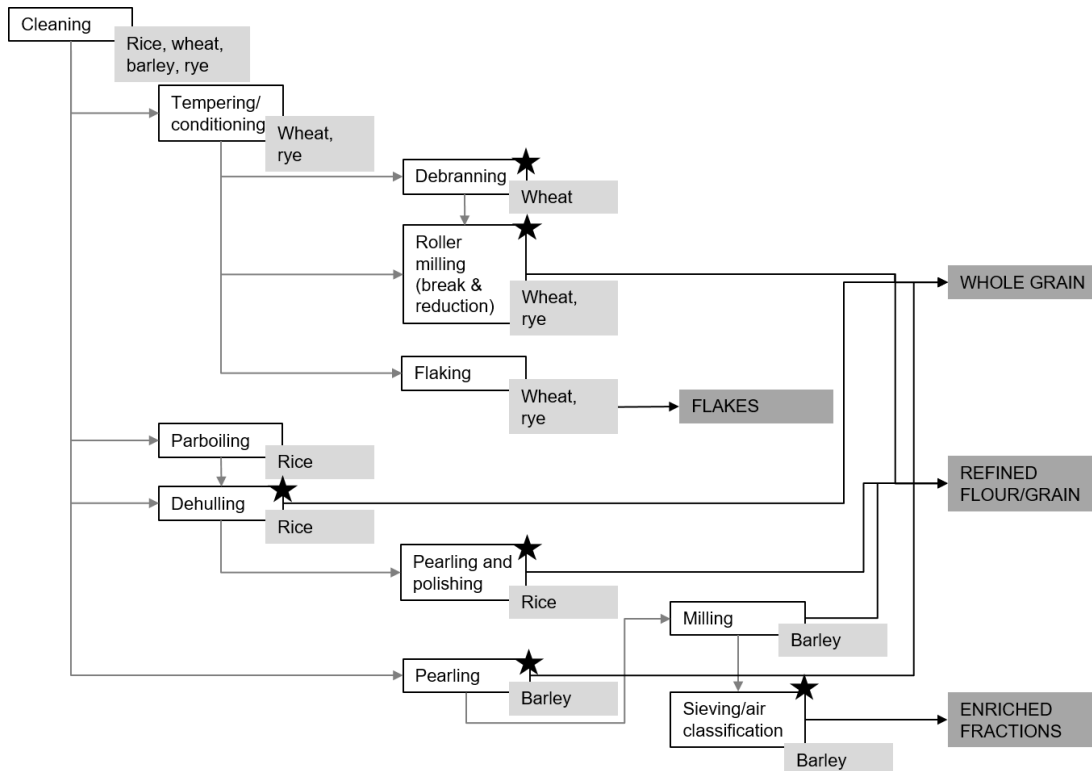 Cleaning
Rice, wheat,
barley, rye
Tempering/
conditioning
Wheat,
rye
Debranning
Wheat
Roller
milling
(break &
reduction)
Wheat,
rye
WHOLE GRAIN
Flaking
Wheat,
rye
FLAKES
Parboiling
Rice
Dehulling
Rice
REFINED
FLOUR/GRAIN
Pearling and
polishing
Rice
Milling
Barley
Pearling
Barley
Sieving/air
classification
Barley
ENRICHED
FRACTIONS